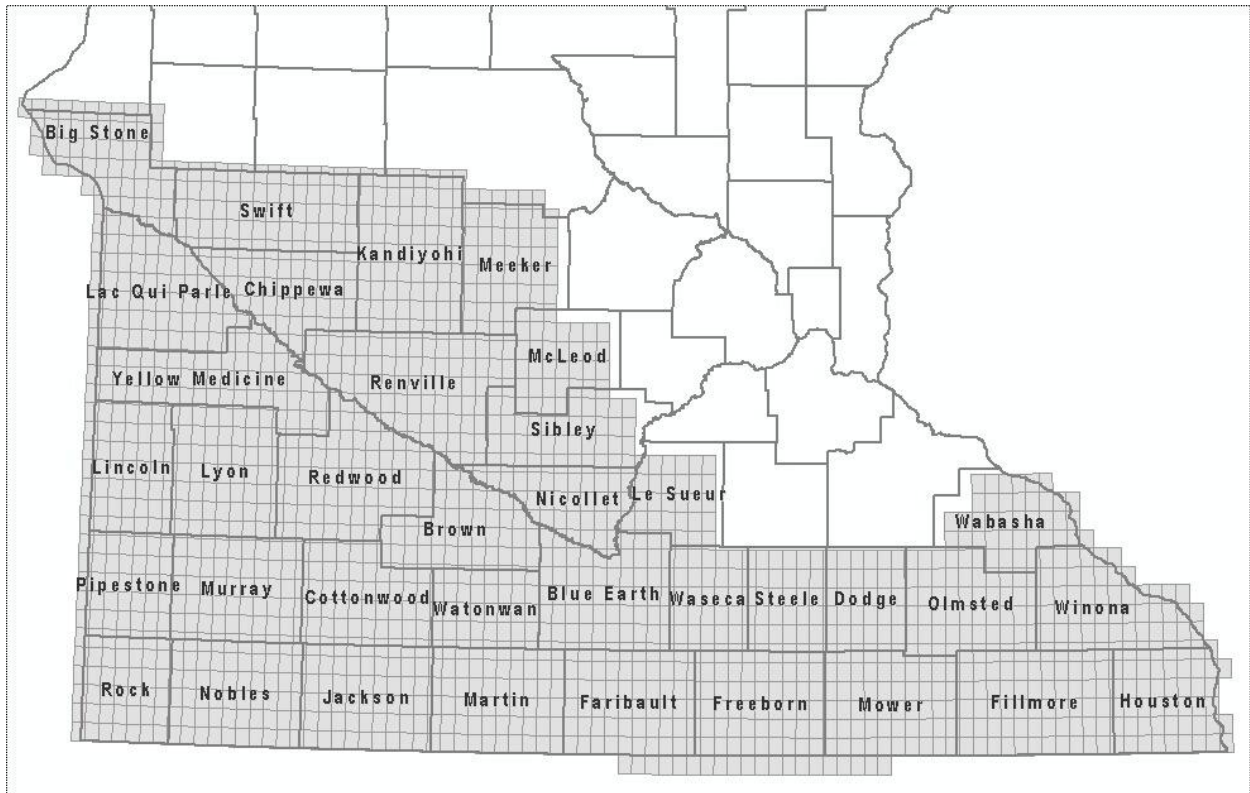 Big Stone
Swift
Kandiyohi
Meeker
Lac Qui Parle
Chippewa
McLeod
Yellow Medicine
Renville
Sibley
Lincoln
Lyon
Redwood
Nicollet
Le Sueur
Brown
Wabasha
Pipestone
Murray
Cottonwood
Watonwan
Blue Earth
Waseca
Steele
Dodge
Olmsted
Winona
Rock
Nobles
Jackson
Martin
Faribault
Freeborn
Mower
Fillmore
Houston